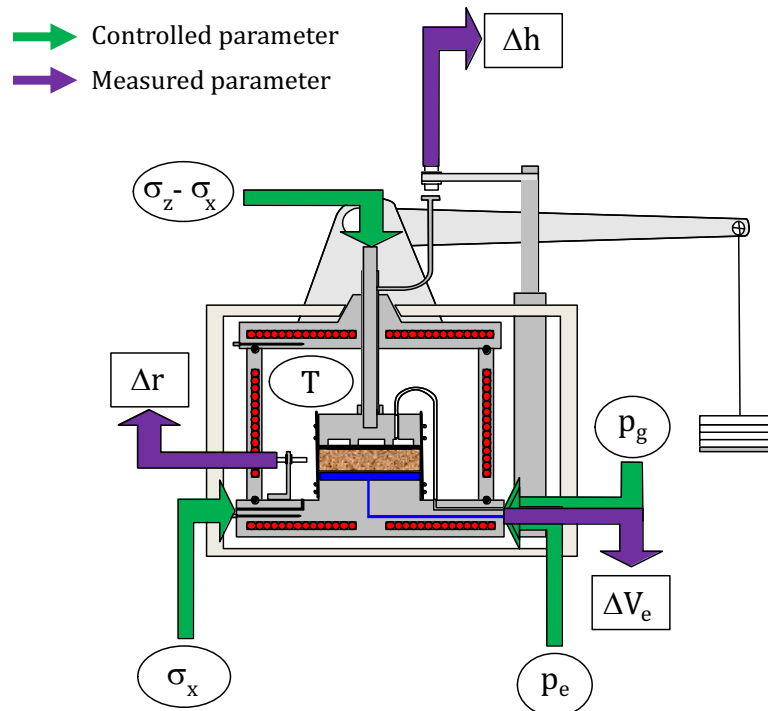 Controlled parameter
Measured parameter
Δh
σz- σx
T
Δr
pg
ΔVe
σx
pe